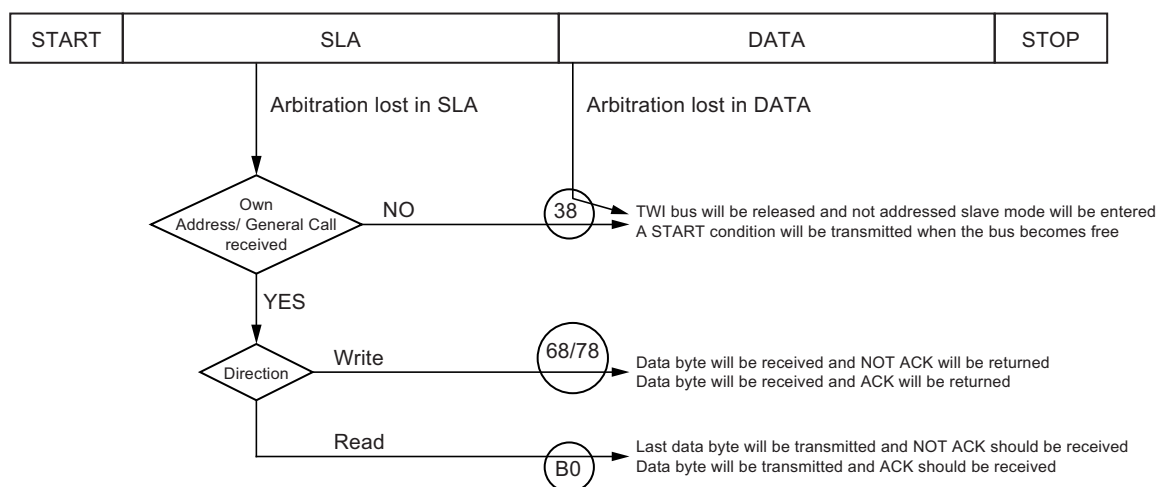 START SLA DATA STOP
Arbitration lost in SLA Arbitration lost in DATA
Own
Address/ General Call
received
NO
38
TWI bus will be released and not addressed slave mode will be entered
A START condition will be transmitted when the bus becomes free
YES
Direction
Write
68/78
Data byte will be received and NOT ACK will be returned
Data byte will be received and ACK will be returned
Read
B0
Last data byte will be transmitted and NOT ACK should be received
Data byte will be transmitted and ACK should be received